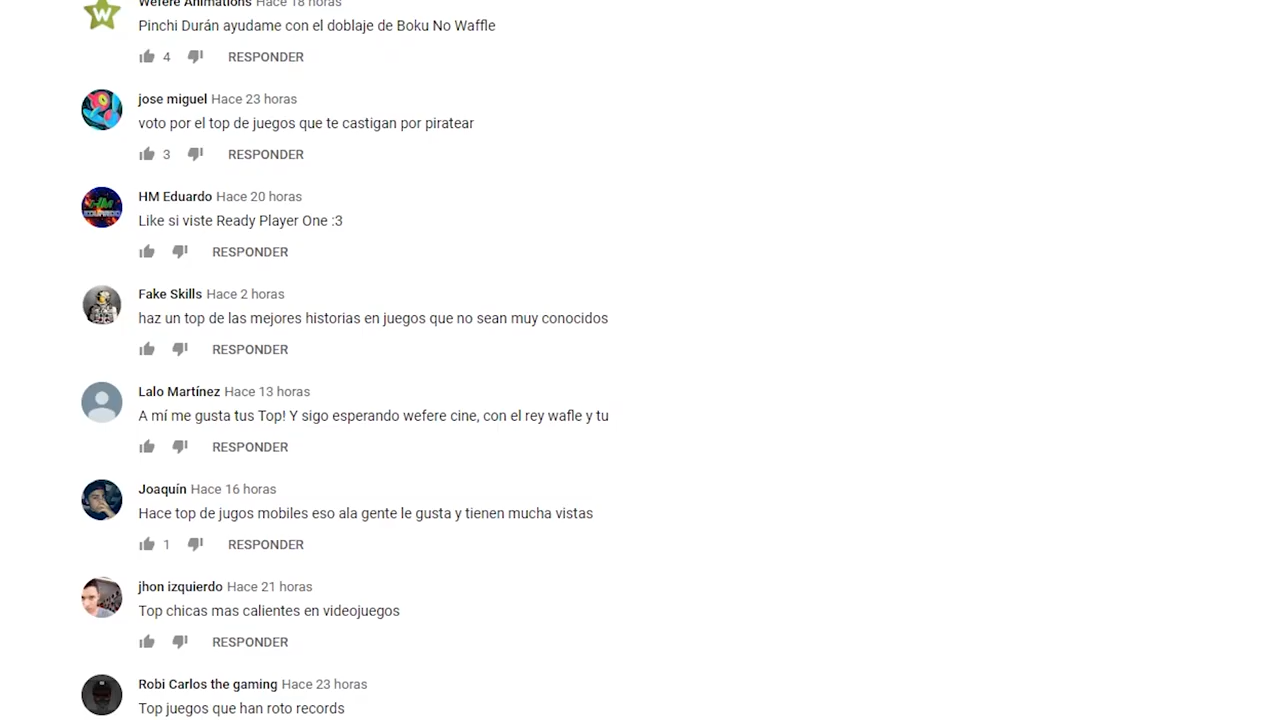 Wefere Animations Hace 18 horas
Pinchi Durán ayudame con el doblaje de Boku No Waffle
4 RESPONDER
jose miguel Hace 23 horas
voto por el top de juegos que te castigan por piratear
3 RESPONDER
HM Eduardo Hace 20 horas
Like si viste Ready Player One :3
RESPONDER
Fake Skills Hace 2 horas
haz un top de las mejores historias en juegos que no sean muy conocidos
RESPONDER
Lalo Martínez Hace 13 horas
A mí me gusta tus Top! Y sigo esperando wefere cine, con el rey wafle y tu
RESPONDER
Joaquín Hace 16 horas
Hace top de jugos mobiles eso ala gente le gusta y tienen mucha vistas
1 RESPONDER
jhon izquierdo Hace 21 horas
Top chicas mas calientes en videojuegos
RESPONDER
Robi Carlos the gaming Hace 23 horas
Top juegos que han roto records